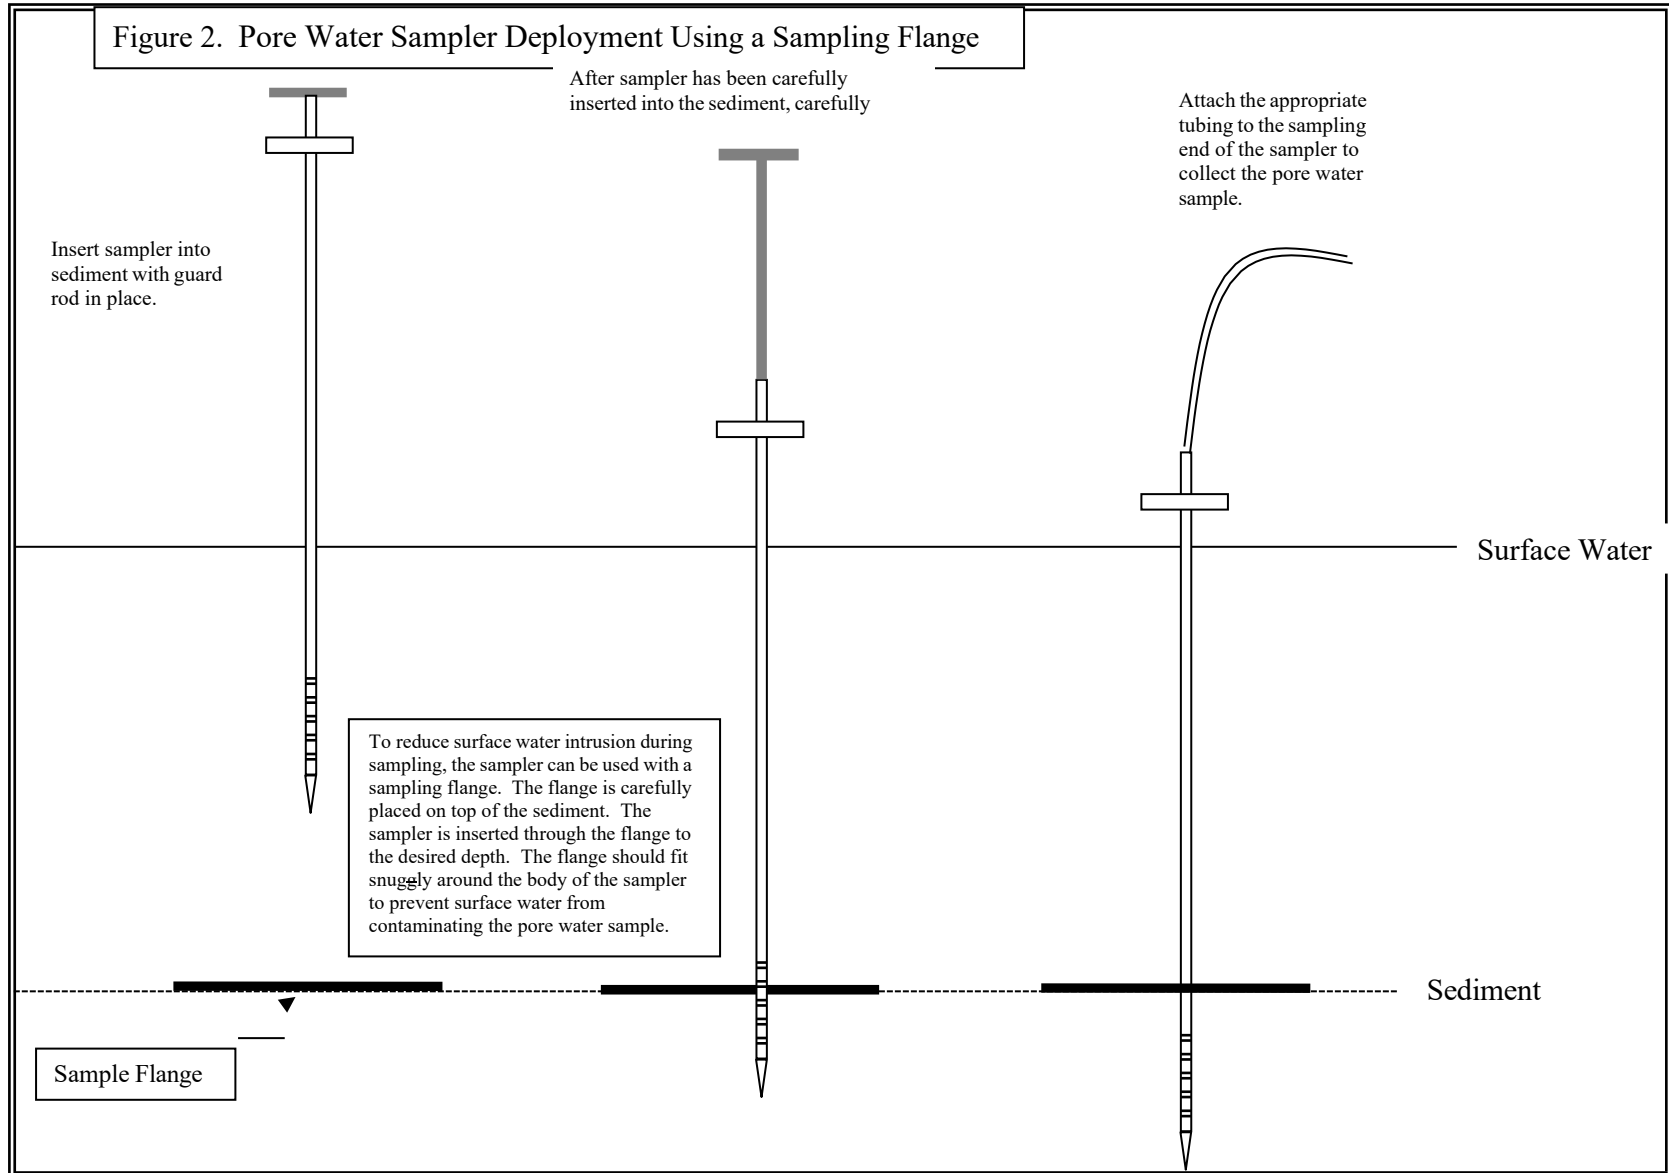 Figure 2.  Pore Water Sampler Deployment Using a Sampling Flange
After sampler has been carefully
inserted into the sediment, carefully
Attach the appropriate
tubing to the sampling
end of the sampler to
collect the pore water
sample.
Insert sampler into
sediment with guard
rod in place.
Surface Water
To reduce surface water intrusion during
sampling, the sampler can be used with a
sampling flange.  The flange is carefully
placed on top of the sediment.  The
sampler is inserted through the flange to
the desired depth.  The flange should fit
snuggly around the body of the sampler
to prevent surface water from
contaminating the pore water sample.
Sediment
Sample Flange